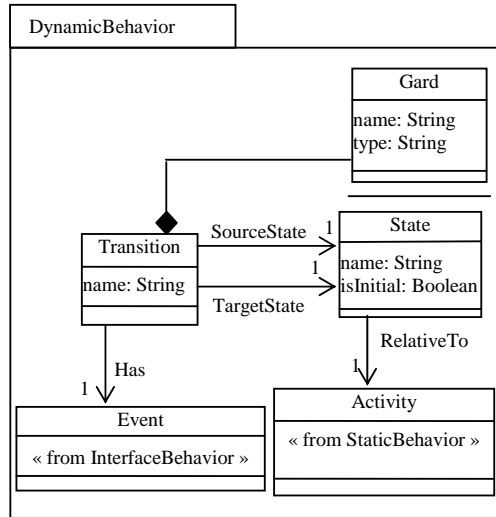 DynamicBehavior
Gard
name: String
type: String
SourceState
1
State
Transition
name: String
isInitial: Boolean
name: String
1
TargetState
RelativeTo
Has
1
1
Event
Activity
« from InterfaceBehavior »
« from StaticBehavior »